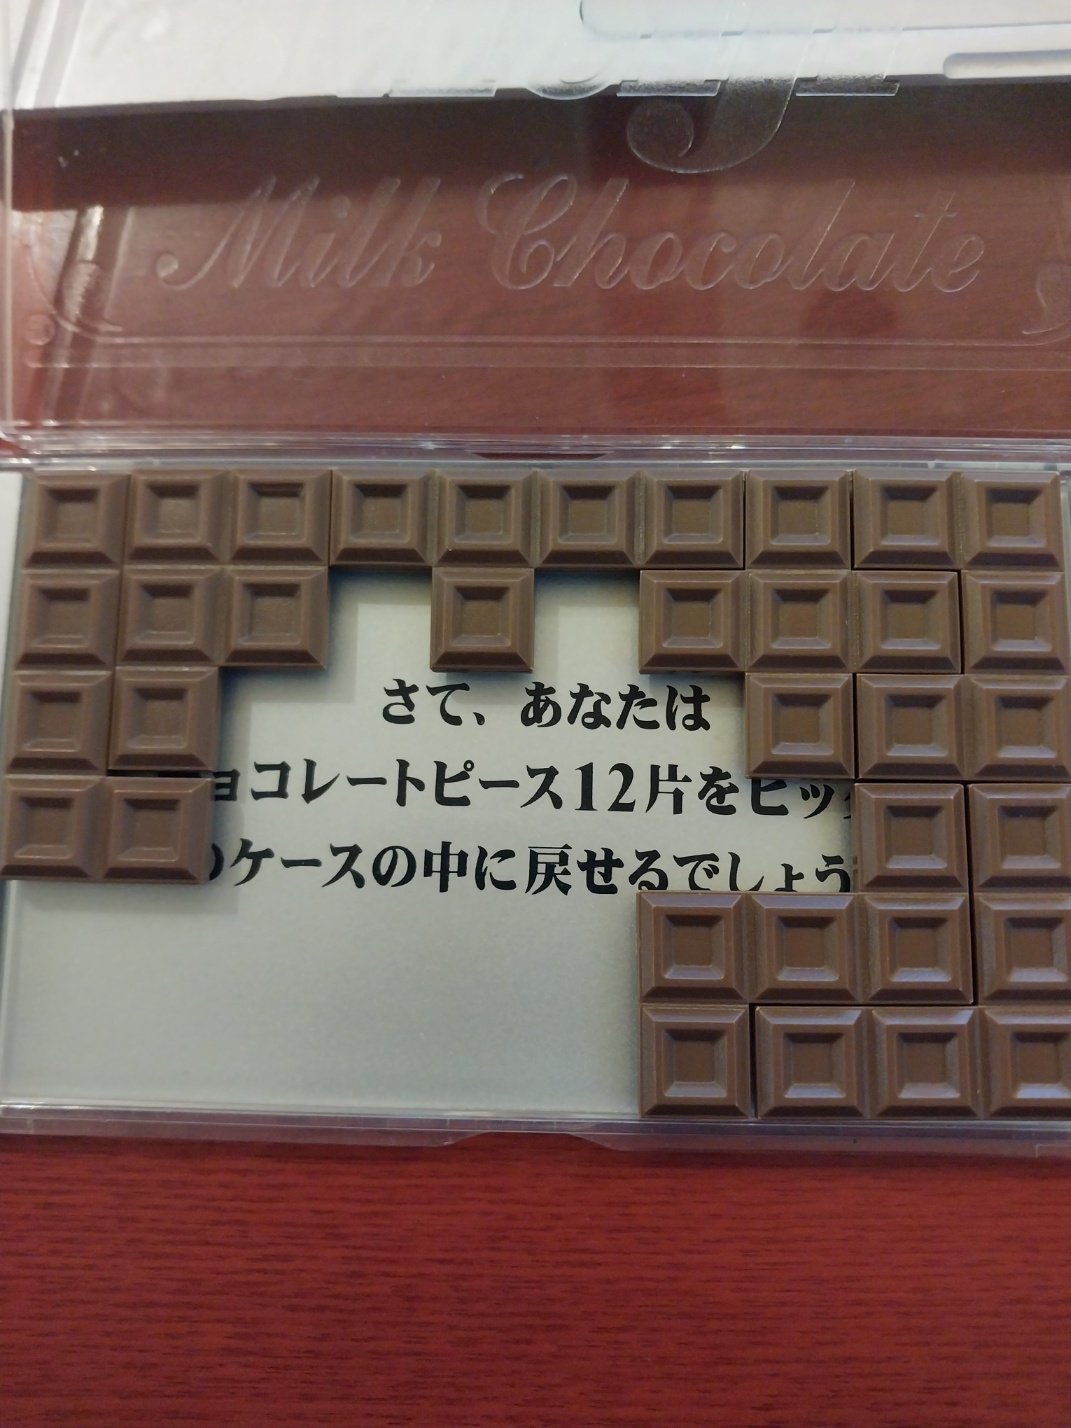 Milk Chocolate
さて、あなたは
ョコレートピース12片をピッ
のケースの中に戻せるでしょう